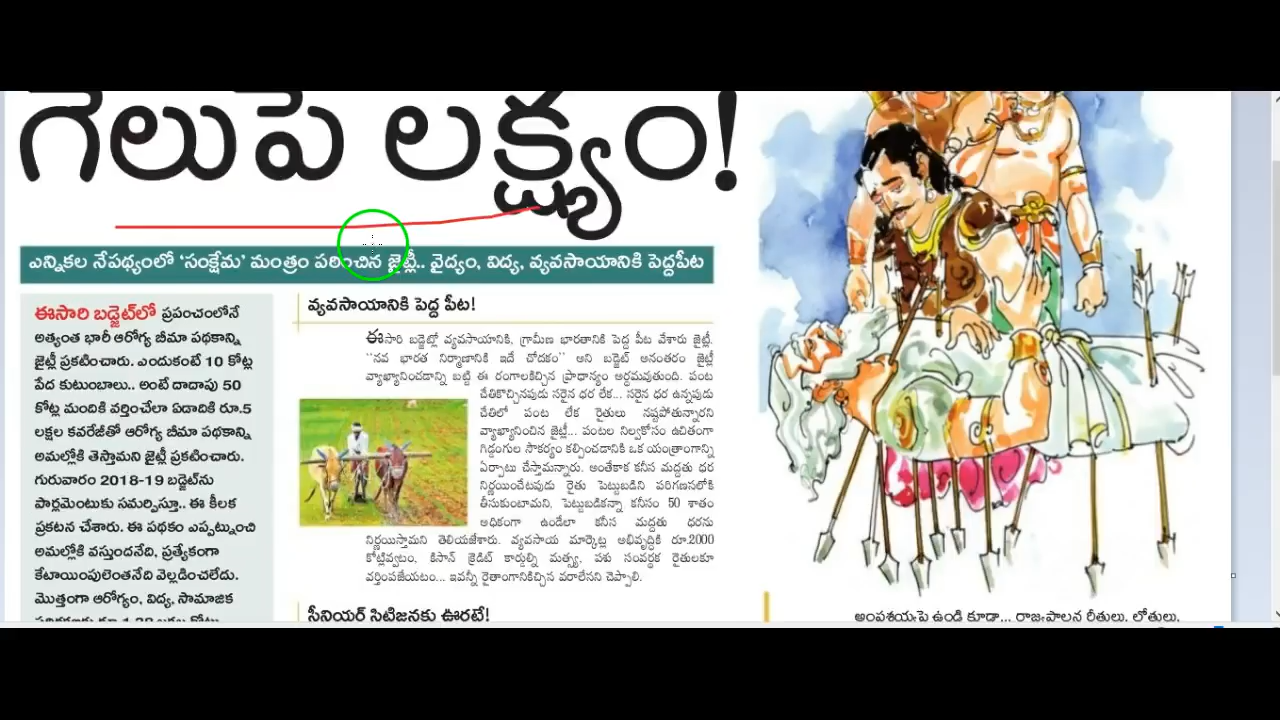 గెలుపే లక్ష్యం!
ఎన్నికల నేపథ్యంలో ‘సంక్షేమ’ మంత్రం పఠించిన జైట్లీ.. వైద్యం, విద్య, వ్యవసాయానికి పెద్దపీట
ఈసారి బడ్జెట్‌లో ప్రపంచంలోనే
అత్యంత భారీ ఆరోగ్య బీమా పథకాన్ని
జైట్లీ ప్రకటించారు. ఎందుకంటే 10 కోట్ల
పేద కుటుంబాలు.. అంటే దాదాపు 50
కోట్ల మందికి వర్తించేలా ఏడాదికి రూ.5
లక్షల కవరేజీతో ఆరోగ్య బీమా పథకాన్ని
అమల్లోకి తెస్తామని జైట్లీ ప్రకటించారు.
గురువారం 2018-19 బడ్జెట్‌ను
పార్లమెంటుకు సమర్పిస్తూ.. ఈ కీలక
ప్రకటన చేశారు. ఈ పథకం ఎప్పట్నుంచి
అమల్లోకి వస్తుందనేది, ప్రత్యేకంగా
కేటాయింపులెంతనేది వెల్లడించలేదు.
మొత్తంగా ఆరోగ్యం, విద్య, సామాజిక
వ్యవసాయానికి పెద్ద పీట!
ఈసారి బడ్జెట్లో వ్యవసాయానికి, గ్రామీణ భారతానికి పెద్ద పీట వేశారు జైట్లీ.
‘‘నవ భారత నిర్మాణానికి ఇదే చోదకం’’ అని బడ్జెట్ అనంతరం జైట్లీ
వ్యాఖ్యానించడాన్ని బట్టి ఈ రంగాలకిచ్చిన ప్రాధాన్యం అర్థమవుతుంది. పంట
చేతికొచ్చినపుడు సరైన ధర లేక... సరైన ధర ఉన్నపుడు
చేతిలో పంట లేక రైతులు నష్టపోతున్నారని
వ్యాఖ్యానించిన జైట్లీ... పంటల నిల్వకోసం ఉచితంగా
గిడ్డంగుల సౌకర్యం కల్పించడానికి ఒక యంత్రాంగాన్ని
ఏర్పాటు చేస్తామన్నారు. అంతేకాక కనీస మద్దతు ధర
నిర్ణయించేటపుడు రైతు పెట్టుబడిని పరిగణనలోకి
తీసుకుంటామని, పెట్టుబడికన్నా కనీసం 50 శాతం
అధికంగా ఉండేలా కనీస మద్దతు ధరను
నిర్ణయిస్తామని తెలియజేశారు. వ్యవసాయ మార్కెట్ల అభివృద్ధికి రూ.2000
కోట్లివ్వటం, కిసాన్ క్రెడిట్ కార్డుల్ని మత్స్య, పశు సంవర్ధక రైతులకూ
వర్తింపజేయటం... ఇవన్నీ రైతాంగానికిచ్చిన వరాలేనని చెప్పాలి.
సీనియర్ సిటిజనకు ఊరటే!
అంపశయ్యపై ఉండి కూడా... రాజ్యపాలన రీతులు, లోతులు,